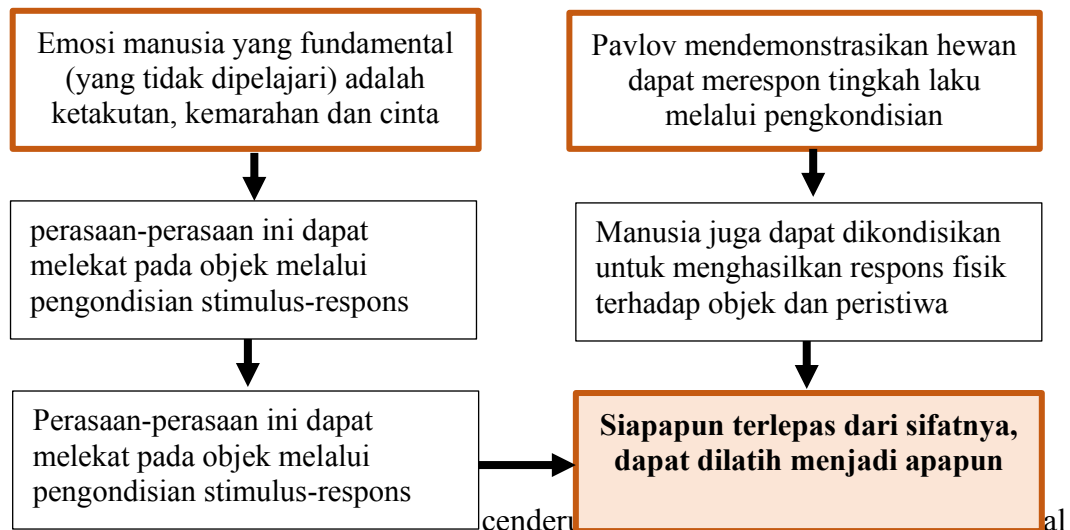 Emosi manusia yang fundamental
(yang tidak dipelajari) adalah
ketakutan, kemarahan dan cinta
Pavlov mendemonstrasikan hewan
dapat merespon tingkah laku
melalui pengkondisian
perasaan-perasaan ini dapat
melekat pada objek melalui
pengondisian stimulus-respons
Manusia juga dapat dikondisikan
untuk menghasilkan respons fisik
terhadap objek dan peristiwa
Perasaan-perasaan ini dapat
melekat pada objek melalui
pengondisian stimulus-respons
Siapapun terlepas dari sifatnya,
dapat dilatih menjadi apapun